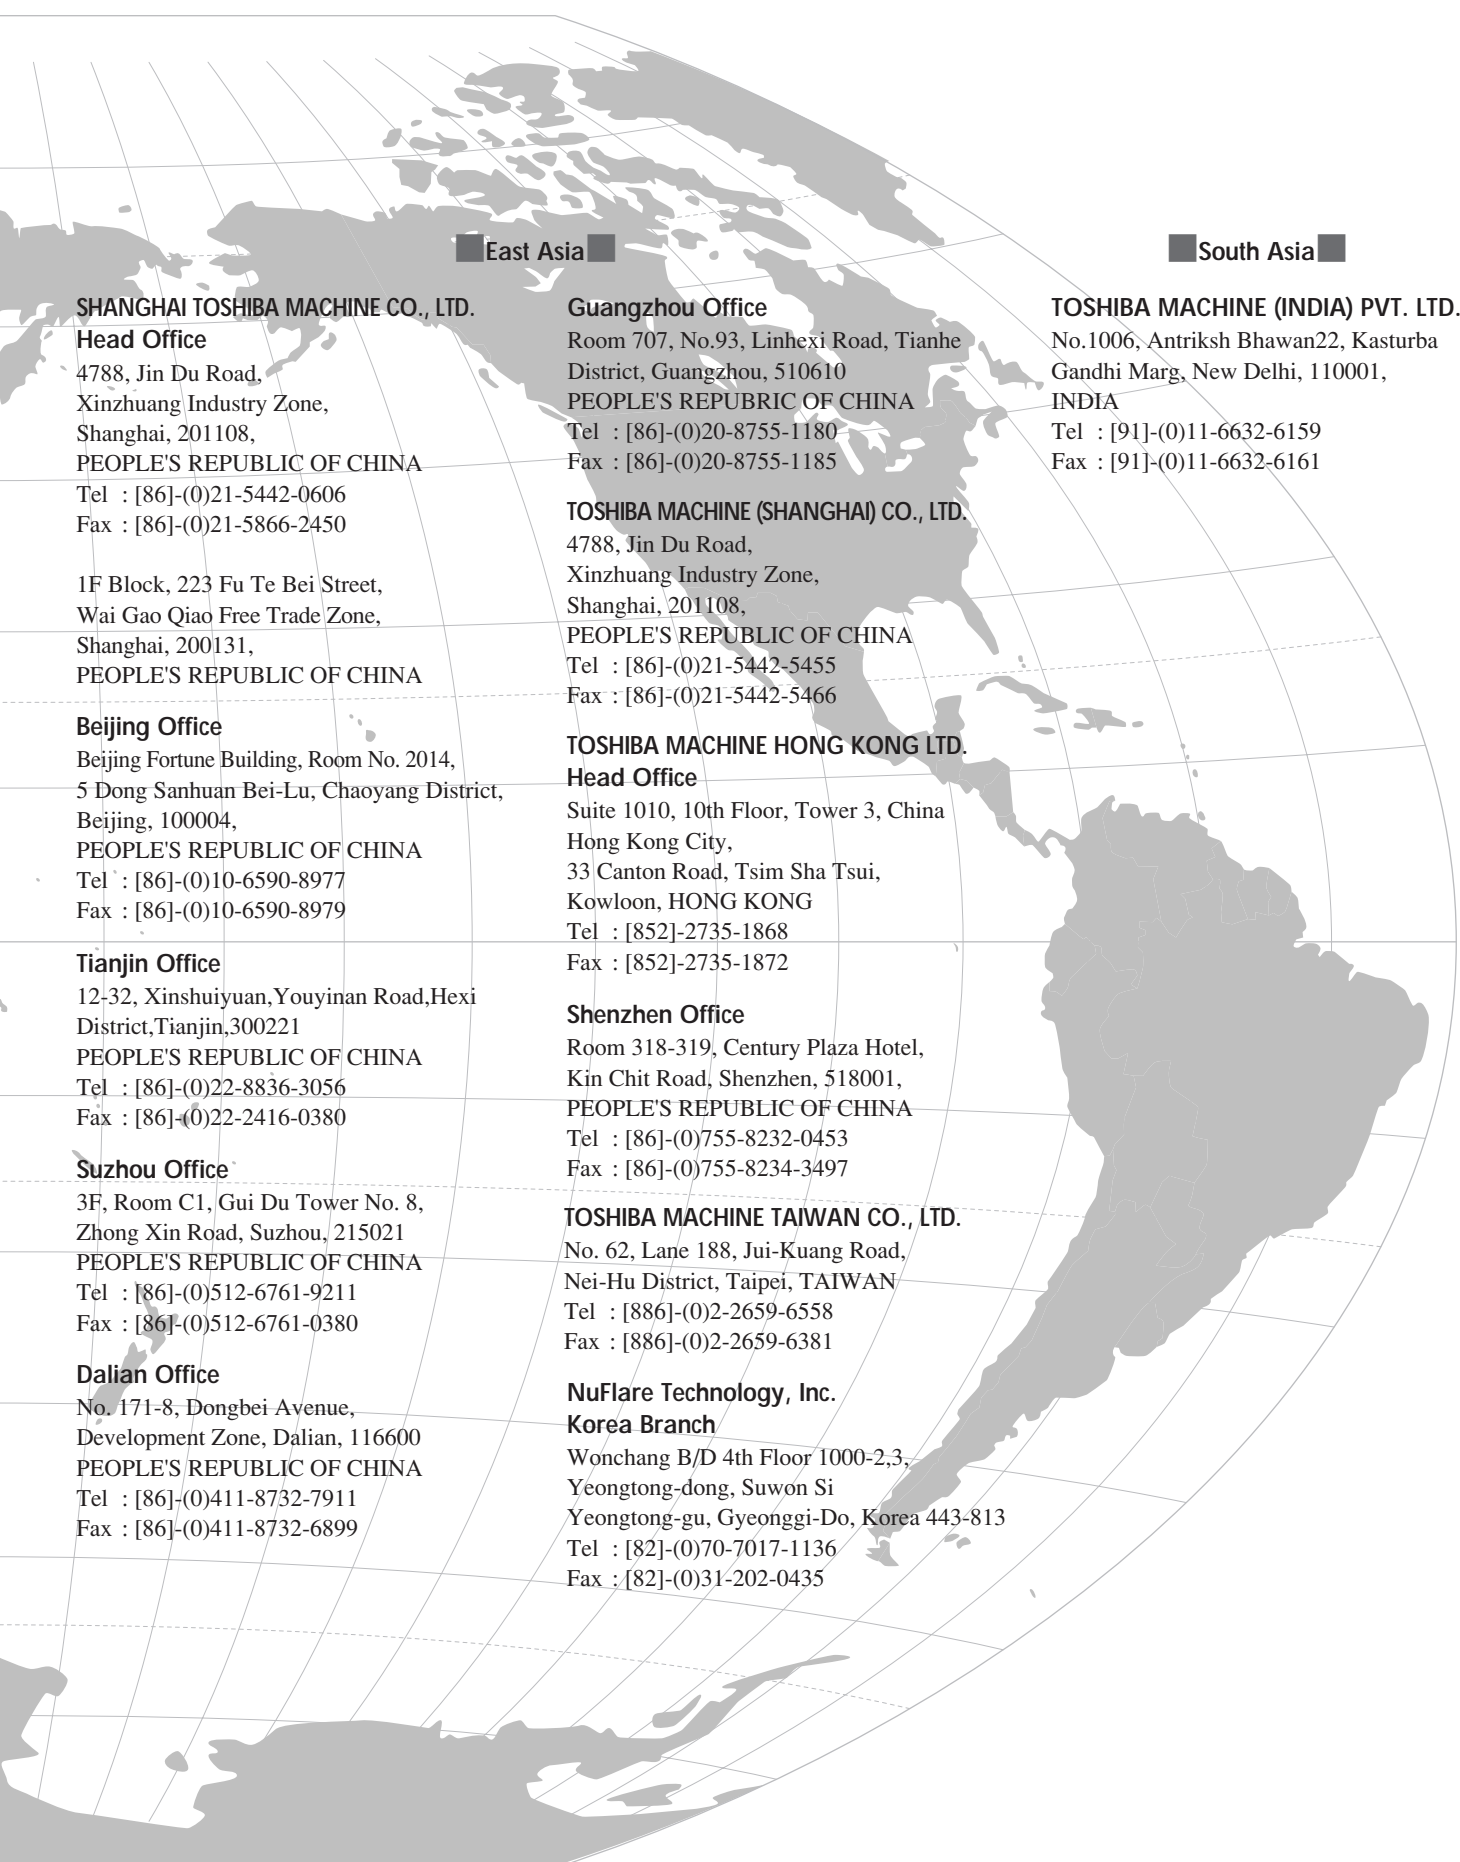 East Asia
SHANGHAI TOSHIBA MACHINE CO., LTD.
Head Office
4788, Jin Du Road,
Xinzhuang Industry Zone,
Shanghai, 201108,
PEOPLE'S REPUBLIC OF CHINA
Tel : [86]-(0)21-5442-0606
Fax : [86]-(0)21-5866-2450
1F Block, 223 Fu Te Bei Street,
Wai Gao Qiao Free Trade Zone,
Shanghai, 200131,
PEOPLE'S REPUBLIC OF CHINA
Beijing Office
Beijing Fortune Building, Room No. 2014,
5 Dong Sanhuan Bei-Lu, Chaoyang District,
Beijing, 100004,
PEOPLE'S REPUBLIC OF CHINA
Tel : [86]-(0)10-6590-8977
Fax : [86]-(0)10-6590-8979
Tianjin Office
12-32, Xinshuiyuan,Youyinan Road,Hexi
District,Tianjin,300221
PEOPLE'S REPUBLIC OF CHINA
Tel : [86]-(0)22-8836-3056
Fax : [86]-(0)22-2416-0380
Suzhou Office
3F, Room C1, Gui Du Tower No. 8,
Zhong Xin Road, Suzhou, 215021
PEOPLE'S REPUBLIC OF CHINA
Tel : [86]-(0)512-6761-9211
Fax : [86]-(0)512-6761-0380
Dalian Office
No. 171-8, Dongbei Avenue,
Development Zone, Dalian, 116600
PEOPLE'S REPUBLIC OF CHINA
Tel : [86]-(0)411-8732-7911
Fax : [86]-(0)411-8732-6899
Guangzhou Office
Room 707, No.93, Linhexi Road, Tianhe
District, Guangzhou, 510610
PEOPLE'S REPUBRIC OF CHINA
Tel : [86]-(0)20-8755-1180
Fax : [86]-(0)20-8755-1185
TOSHIBA MACHINE (SHANGHAI) CO., LTD.
4788, Jin Du Road,
Xinzhuang Industry Zone,
Shanghai, 201108,
PEOPLE'S REPUBLIC OF CHINA
Tel : [86]-(0)21-5442-5455
Fax : [86]-(0)21-5442-5466
TOSHIBA MACHINE HONG KONG LTD.
Head Office
Suite 1010, 10th Floor, Tower 3, China
Hong Kong City,
33 Canton Road, Tsim Sha Tsui,
Kowloon, HONG KONG
Tel : [852]-2735-1868
Fax : [852]-2735-1872
Shenzhen Office
Room 318-319, Century Plaza Hotel,
Kin Chit Road, Shenzhen, 518001,
PEOPLE'S REPUBLIC OF CHINA
Tel : [86]-(0)755-8232-0453
Fax : [86]-(0)755-8234-3497
TOSHIBA MACHINE TAIWAN CO., LTD.
No. 62, Lane 188, Jui-Kuang Road,
Nei-Hu District, Taipei, TAIWAN
Tel : [886]-(0)2-2659-6558
Fax : [886]-(0)2-2659-6381
NuFlare Technology, Inc.
Korea Branch
Wonchang B/D 4th Floor 1000-2,3,
Yeongtong-dong, Suwon Si
Yeongtong-gu, Gyeonggi-Do, Korea 443-813
Tel : [82]-(0)70-7017-1136
Fax : [82]-(0)31-202-0435
South Asia
TOSHIBA MACHINE (INDIA) PVT. LTD.
No.1006, Antriksh Bhawan22, Kasturba
Gandhi Marg, New Delhi, 110001,
INDIA
Tel : [91]-(0)11-6632-6159
Fax : [91]-(0)11-6632-6161